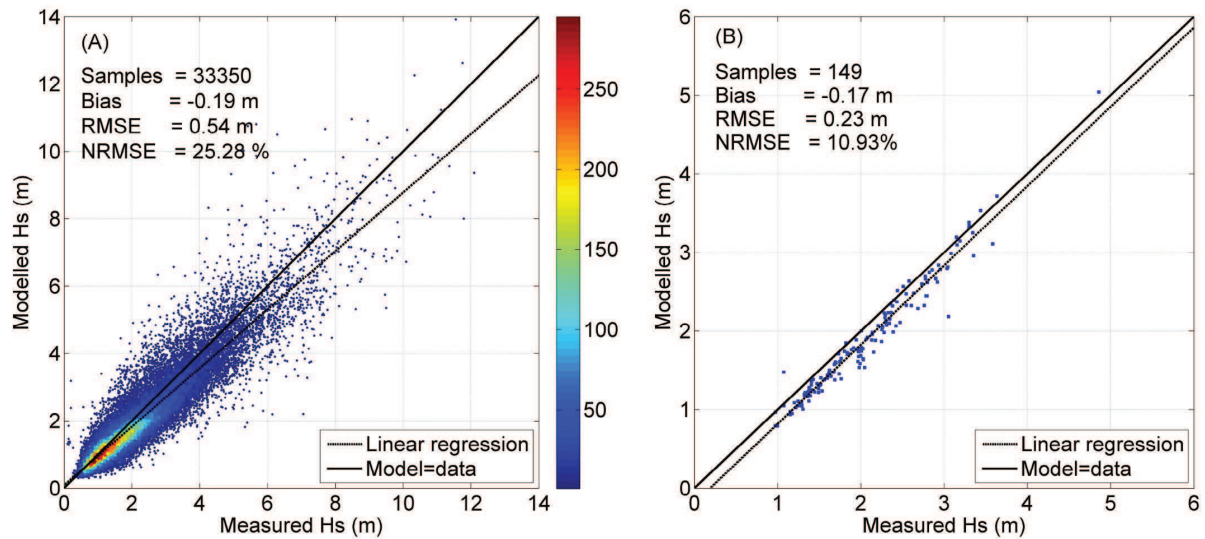 (A)
Samples = 33350
Bias = -0.19 m
RMSE = 0.54 m
NRMSE = 25.28 %
14
12
10
8
6
4
2
0
Modelled Hs (m)
0 2 4 6 8 10 12 14
Measured Hs (m)
Linear regression
Model=data
250
200
150
100
50
(B)
Samples = 149
Bias = -0.17 m
RMSE = 0.23 m
NRMSE = 10.93%
6
5
4
3
2
1
0
Modelled Hs (m)
0 1 2 3 4 5 6
Measured Hs (m)
Linear regression
Model=data